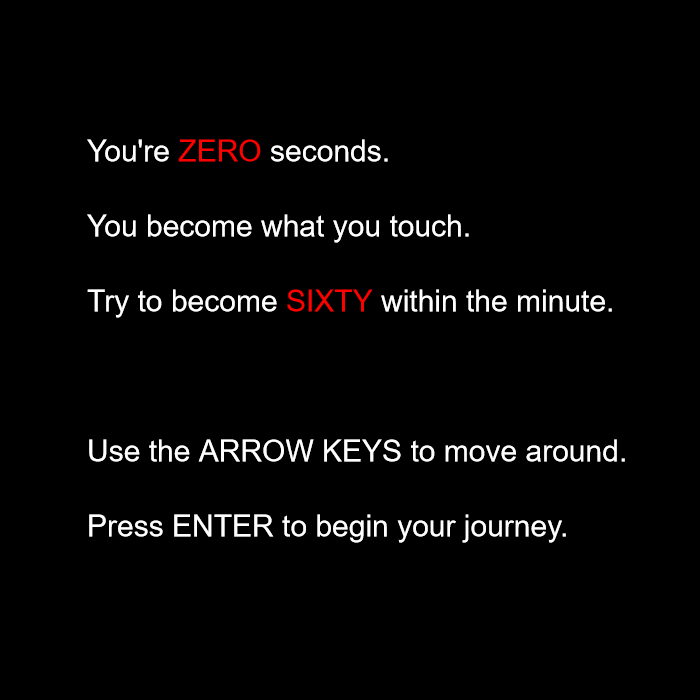 You're ZERO seconds.
You become what you touch.
Try to become SIXTY within the minute.
Use the ARROW KEYS to move around.
Press ENTER to begin your journey.